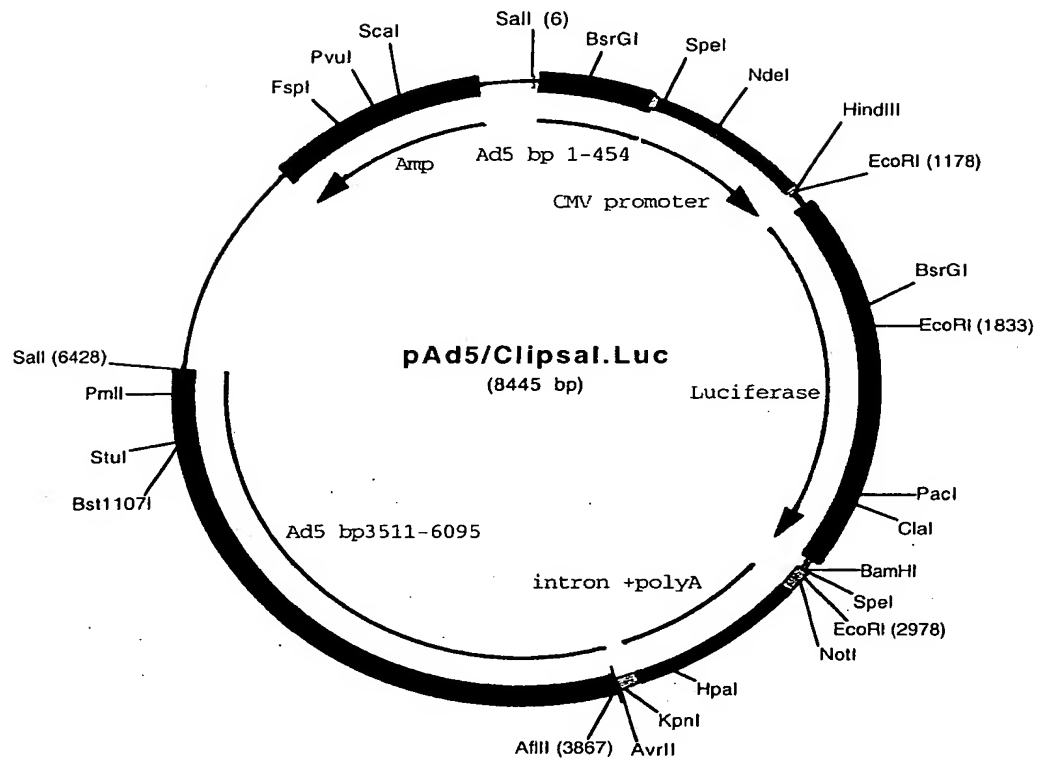 SalI (6)
BsrGI
SpeI
NdeI
HindIII
EcoRI (1178)
BsrGI
EcoRI (1833)
PacI
ClaI
BamHI
SpeI
EcoRI (2978)
NotI
HpaI
KpnI
AvrII
AflII (3867)
Bst1107I
StuI
PmlI
SalI (6428)
FspI
PvuI
ScaI
Amp
Ad5 bp 1-454
CMV promoter
pAd5/Clipsal.Luc
(8445 bp)
Luciferase
Ad5 bp3511-6095
intron +polyA